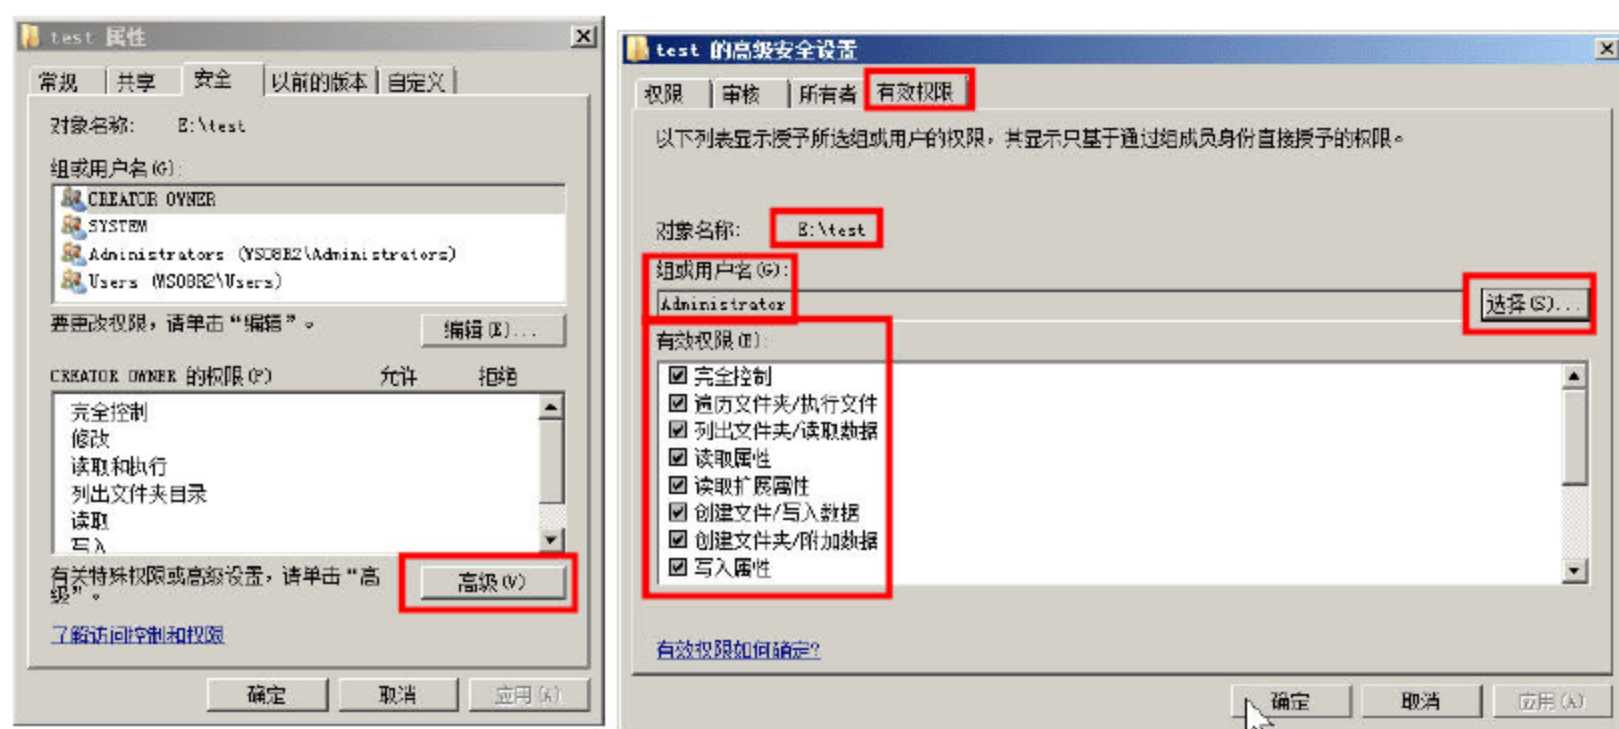 test 属性
常规
共享
安全
以前的版本
自定义
对象名称: E:\test
组或用户名(G):
CREATOR OWNER
SYSTEM
Administrators (WS08R2\Administrators)
Users (WS08R2\Users)
要更改权限，请单击“编辑”。
编辑(E)...
CREATOR OWNER 的权限(P)
允许
拒绝
完全控制
修改
读取和执行
列出文件夹目录
读取
写入
有关特殊权限或高级设置，请单击“高
级”。
高级(V)
了解访问控制和权限
确定
取消
应用(A)
test 的高级安全设置
权限
审核
所有者
有效权限
以下列表显示授予所选组或用户的权限，其显示只基于通过组成员身份直接授予的权限。
对象名称: E:\test
组或用户名(G):
Administrator
选择(S)...
有效权限(E):
完全控制
遍历文件夹/执行文件
列出文件夹/读取数据
读取属性
读取扩展属性
创建文件/写入数据
创建文件夹/附加数据
写入属性
有效权限如何确定?
确定
取消
应用(A)